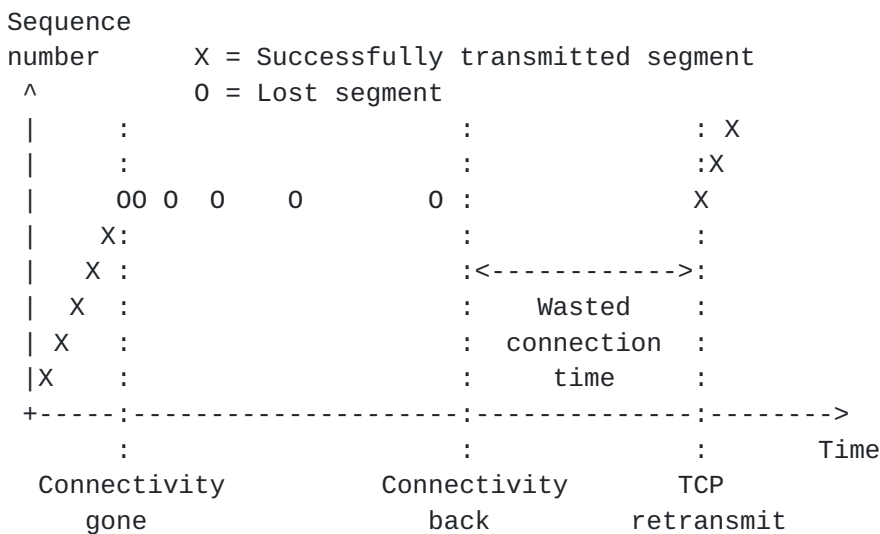 Sequence
number      X = Successfully transmitted segment
 ^          O = Lost segment
 |     :                     :              : X
 |     :                     :              :X
 |     OO O  O    O        O :              X
 |    X:                     :              :
 |   X :                     :<------------>:
 |  X  :                     :    Wasted    :
 | X   :                     :  connection  :
 |X    :                     :     time     :
 +-----:---------------------:--------------:-------->
       :                     :              :       Time
  Connectivity          Connectivity       TCP
     gone                  back         retransmit